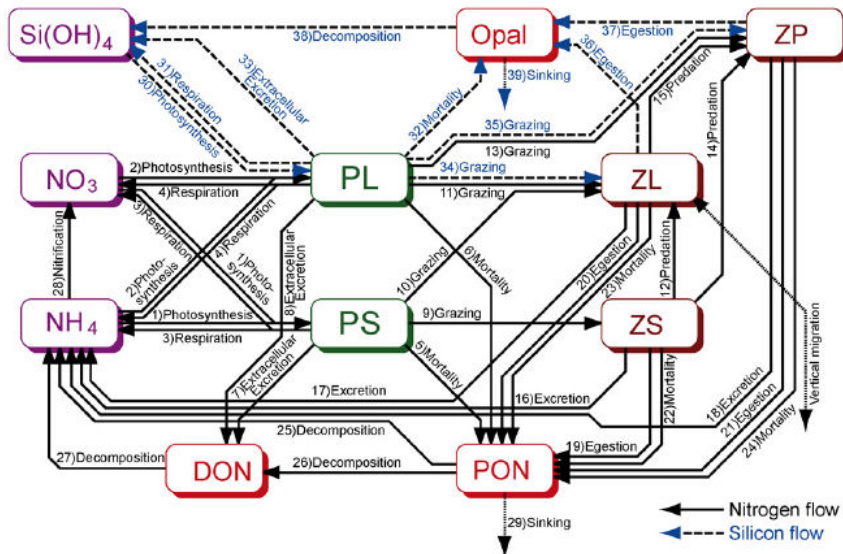 Si(OH)4
38)Decomposition
Opal
37)Egestion
ZP
39)Sinking
36)Egestion
31)Respiration
30)Photosynthesis
33)Extracellular
Excretion
32)Mortality
35)Grazing
13)Grazing
15)Predation
14)Predation
NO3
2)Photosynthesis
4)Respiration
PL
34)Grazing
11)Grazing
ZL
28)Nitrification
3)Respiration
2)Photo-
synthesis
4)Respiration
1)Photo-
synthesis
8)Extracellular
Excretion
6)Mortality
10)Grazing
20)Egestion
23)Mortality
12)Predation
Vertical migration
NH4
1)Photosynthesis
3)Respiration
PS
9)Grazing
ZS
7)Extracellular
Excretion
5)Mortality
22)Mortality
17)Excretion
16)Excretion
18)Excretion
21)Egestion
24)Mortality
25)Decomposition
19)Egestion
27)Decomposition
DON
26)Decomposition
PON
29)Sinking
Nitrogen flow
Silicon flow